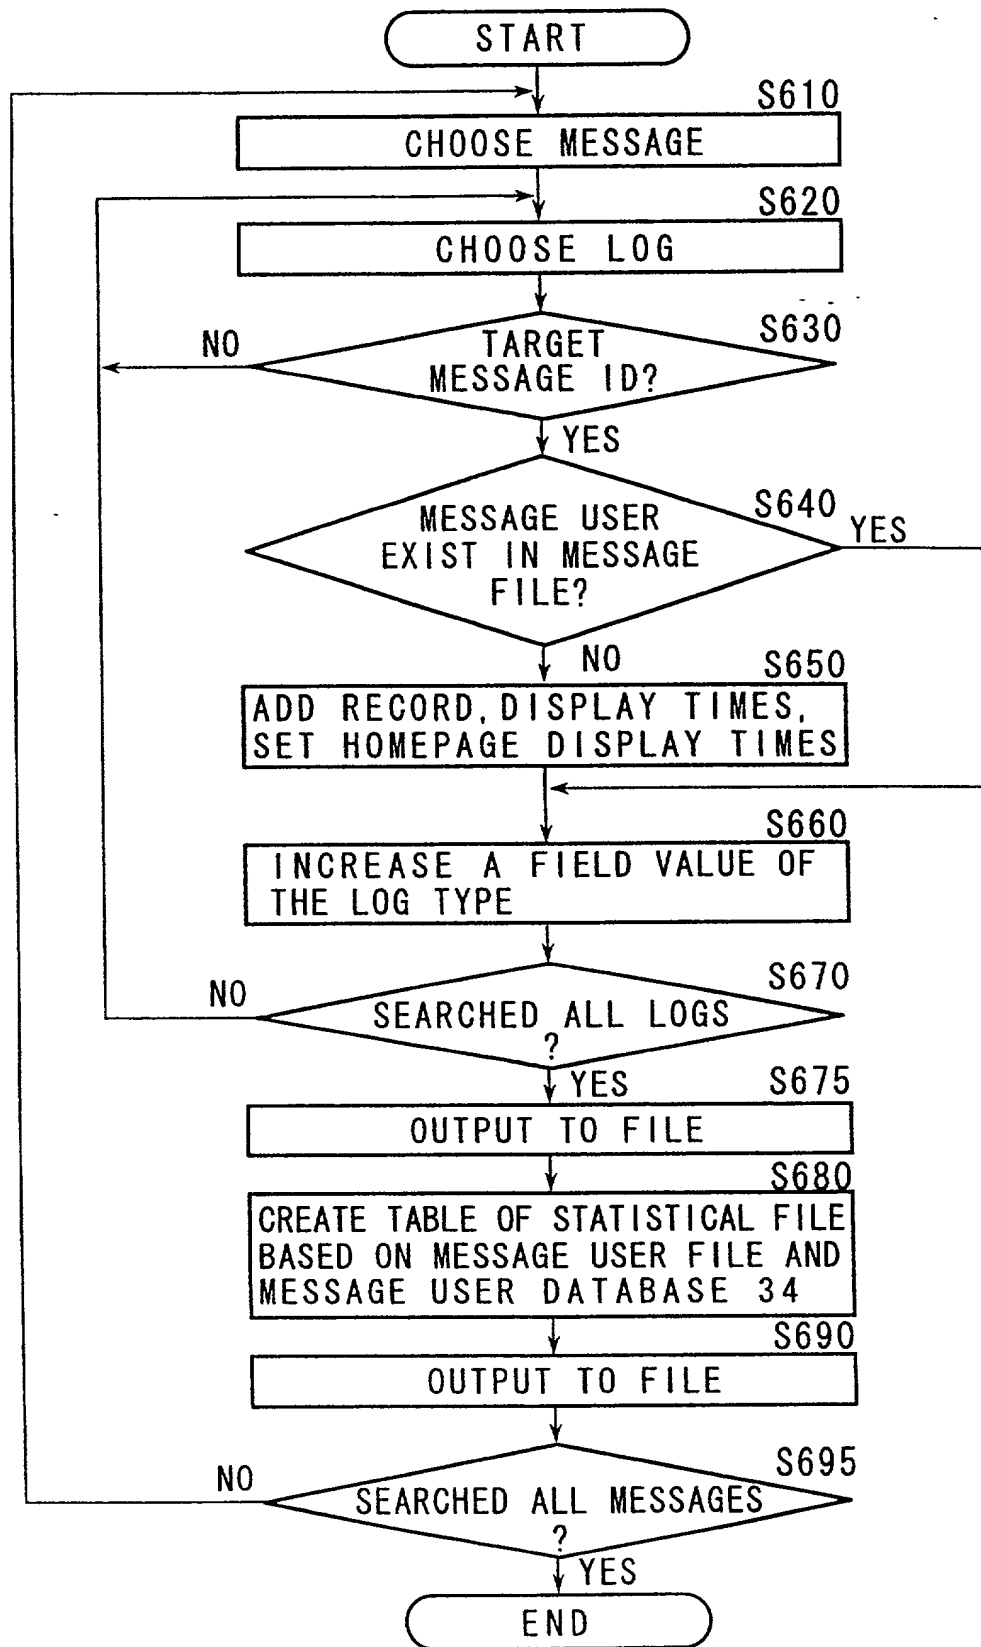 START
S610
CHOOSE MESSAGE
S620
CHOOSE LOG
S630
NO
TARGET
MESSAGE ID?
YES
S640
MESSAGE USER
EXIST IN MESSAGE
FILE?
YES
NO
S650
ADD RECORD, DISPLAY TIMES,
SET HOMEPAGE DISPLAY TIMES
S660
INCREASE A FIELD VALUE OF
THE LOG TYPE
S670
NO
SEARCHED ALL LOGS
?
YES
S675
OUTPUT TO FILE
S680
CREATE TABLE OF STATISTICAL FILE
BASED ON MESSAGE USER FILE AND
MESSAGE USER DATABASE 34
S690
OUTPUT TO FILE
S695
NO
SEARCHED ALL MESSAGES
?
YES
END